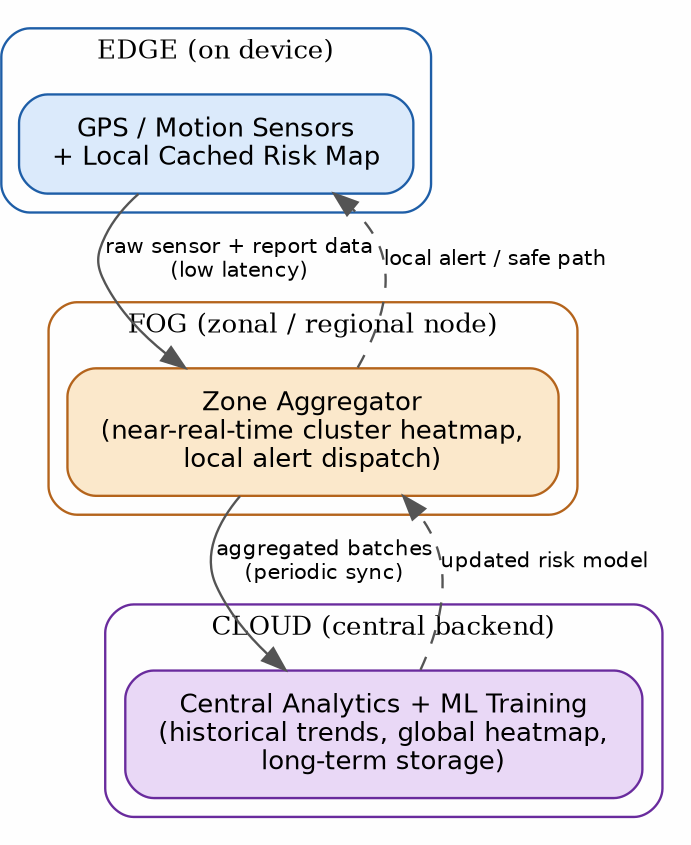 EDGE (on device)
GPS / Motion Sensors
+ Local Cached Risk Map
raw sensor + report data
(low latency)
local alert / safe path
FOG (zonal / regional node)
Zone Aggregator
(near-real-time cluster heatmap,
local alert dispatch)
aggregated batches
(periodic sync)
updated risk model
CLOUD (central backend)
Central Analytics + ML Training
(historical trends, global heatmap,
long-term storage)